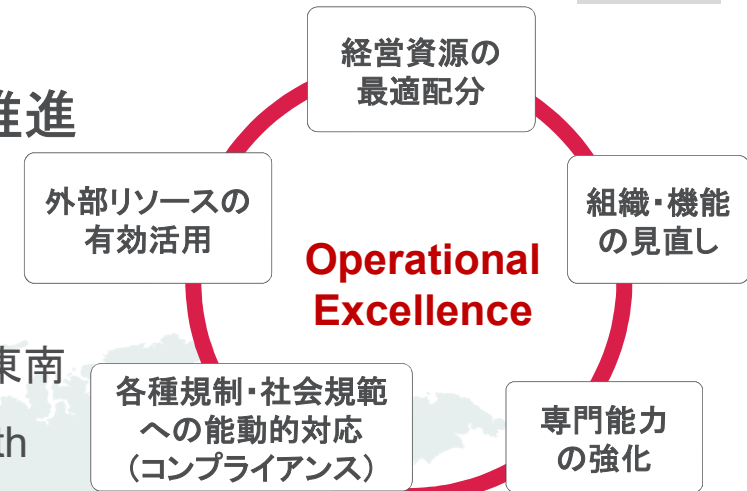 経営資源の
最適配分
推進
外部リソースの
有効活用
組織・機能
の見直し
Operational
Excellence
東南
各種規制・社会規範
への能動的対応
（コンプライアンス）
専門能力
の強化
th